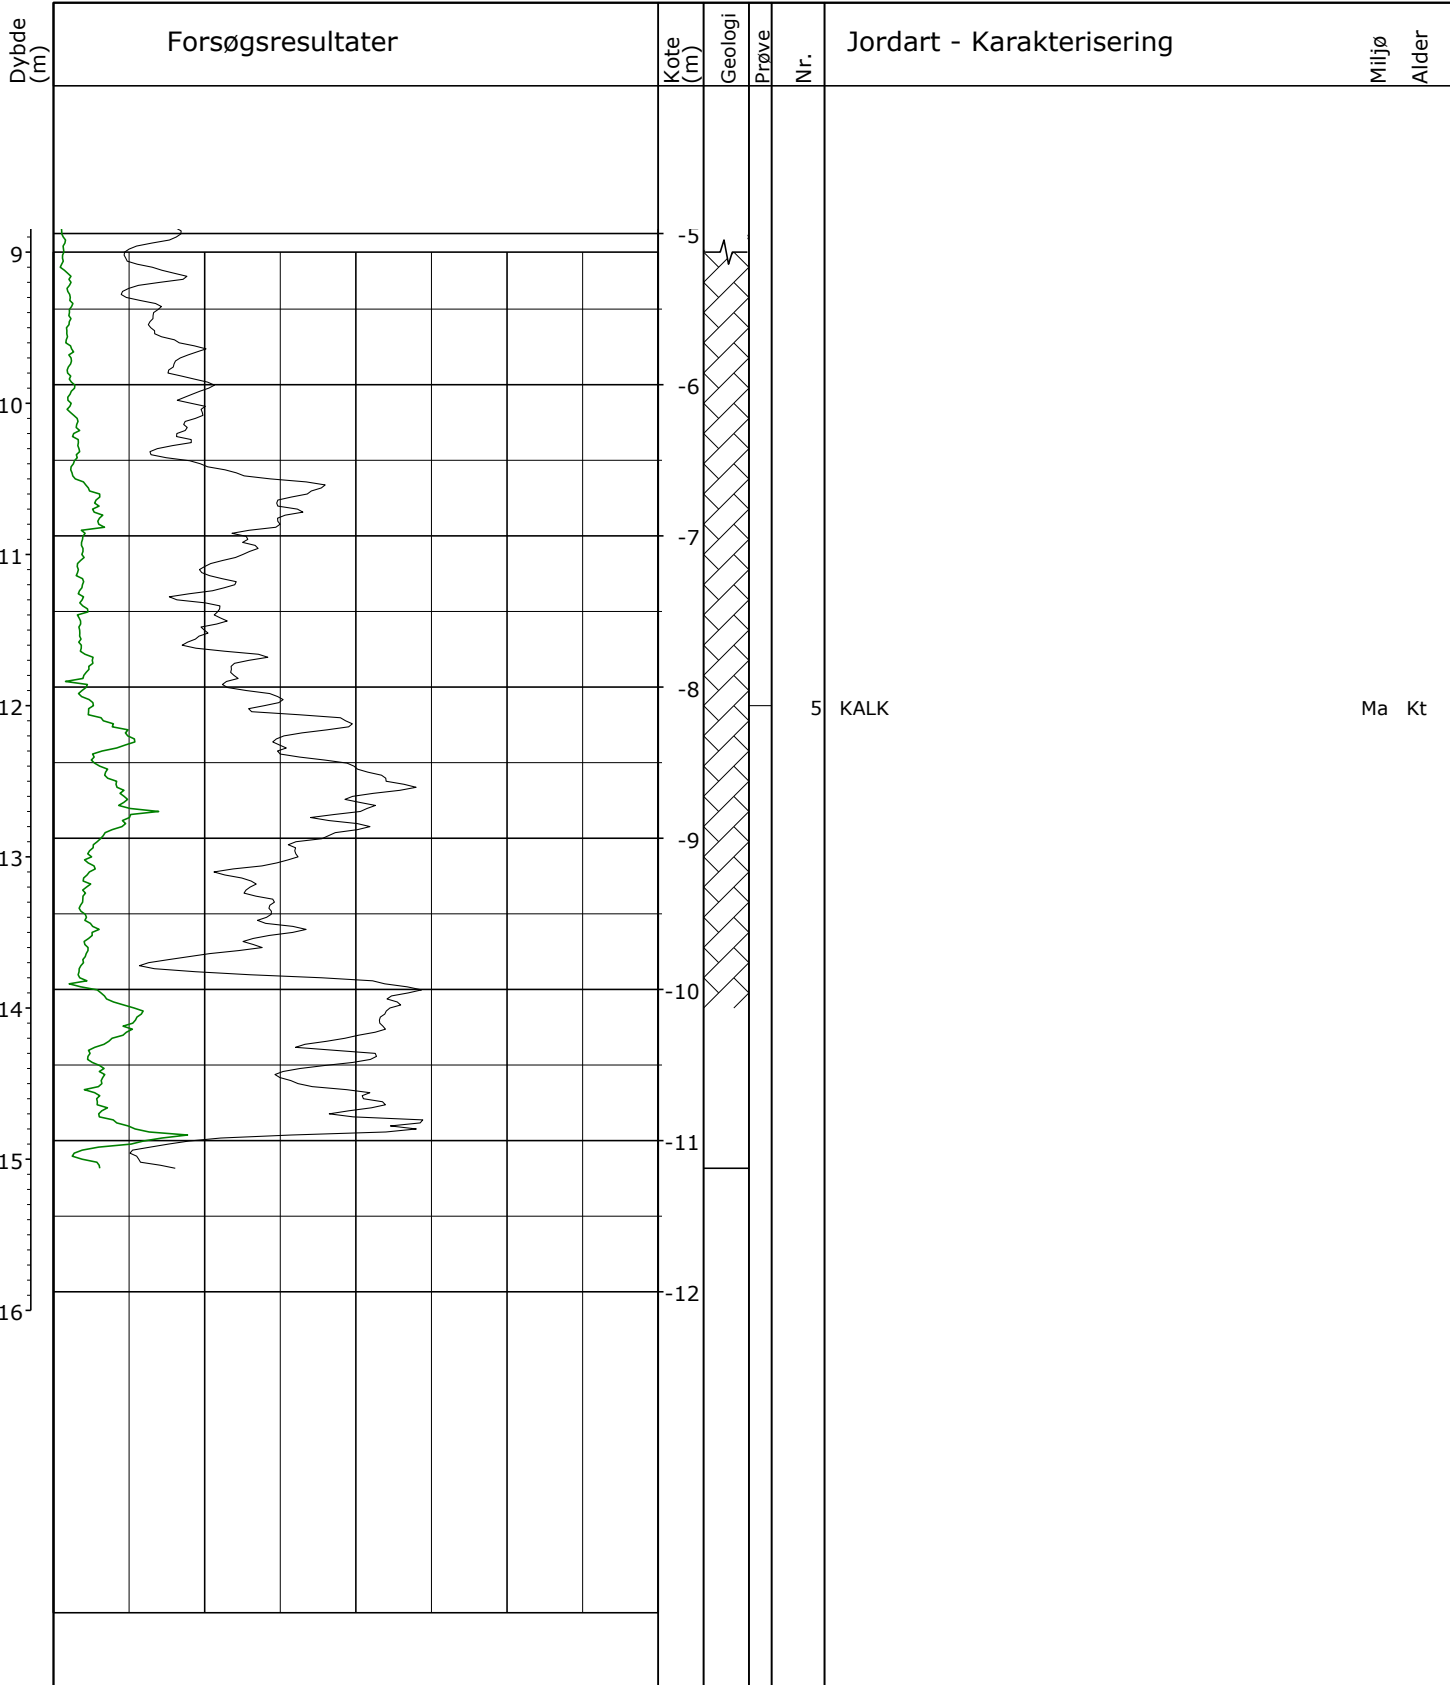 Dybde (m)
Forsøgsresultater
Kote (m)
Geologi
Prøve
Nr.
Jordart - Karakterisering
Miljø
Alder
-5
9
-6
10
-7
11
-8
12
5 KALK Ma Kt
-9
13
-10
14
-11
15
-12
16